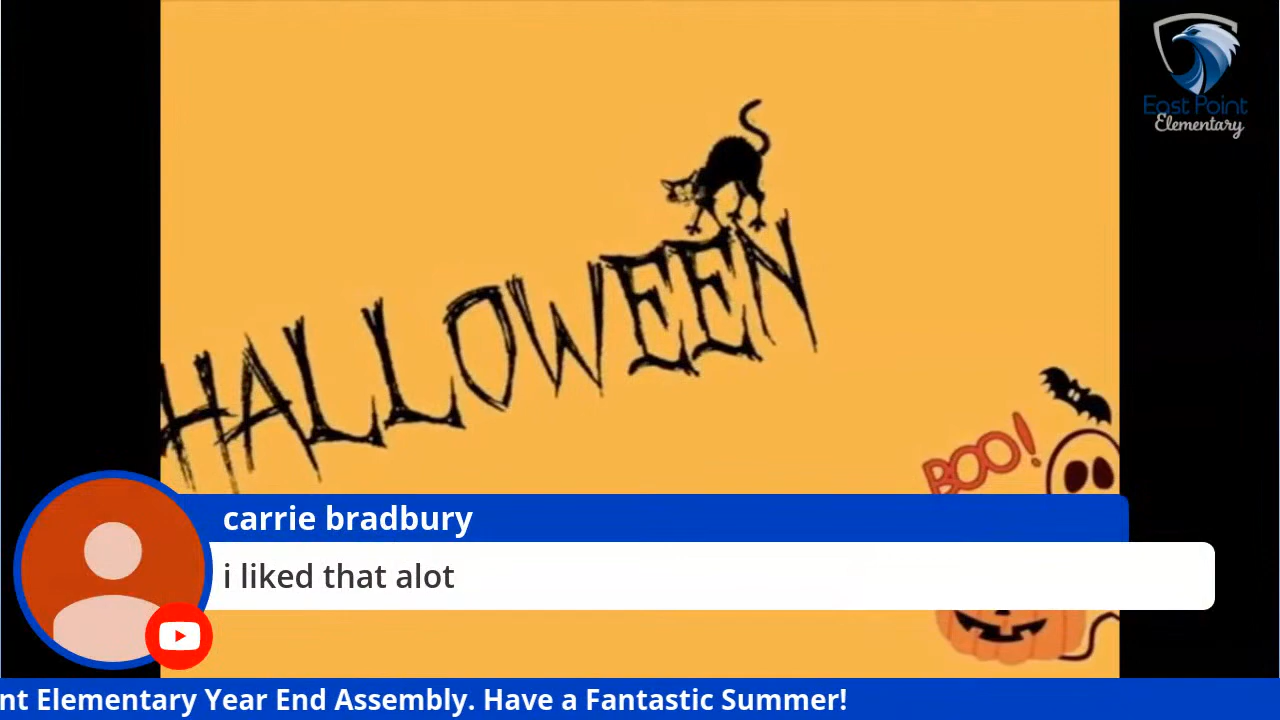 East Point
Elementary
HALLOWEEN
BOO!
carrie bradbury
i liked that alot
nt Elementary Year End Assembly. Have a Fantastic Summer!